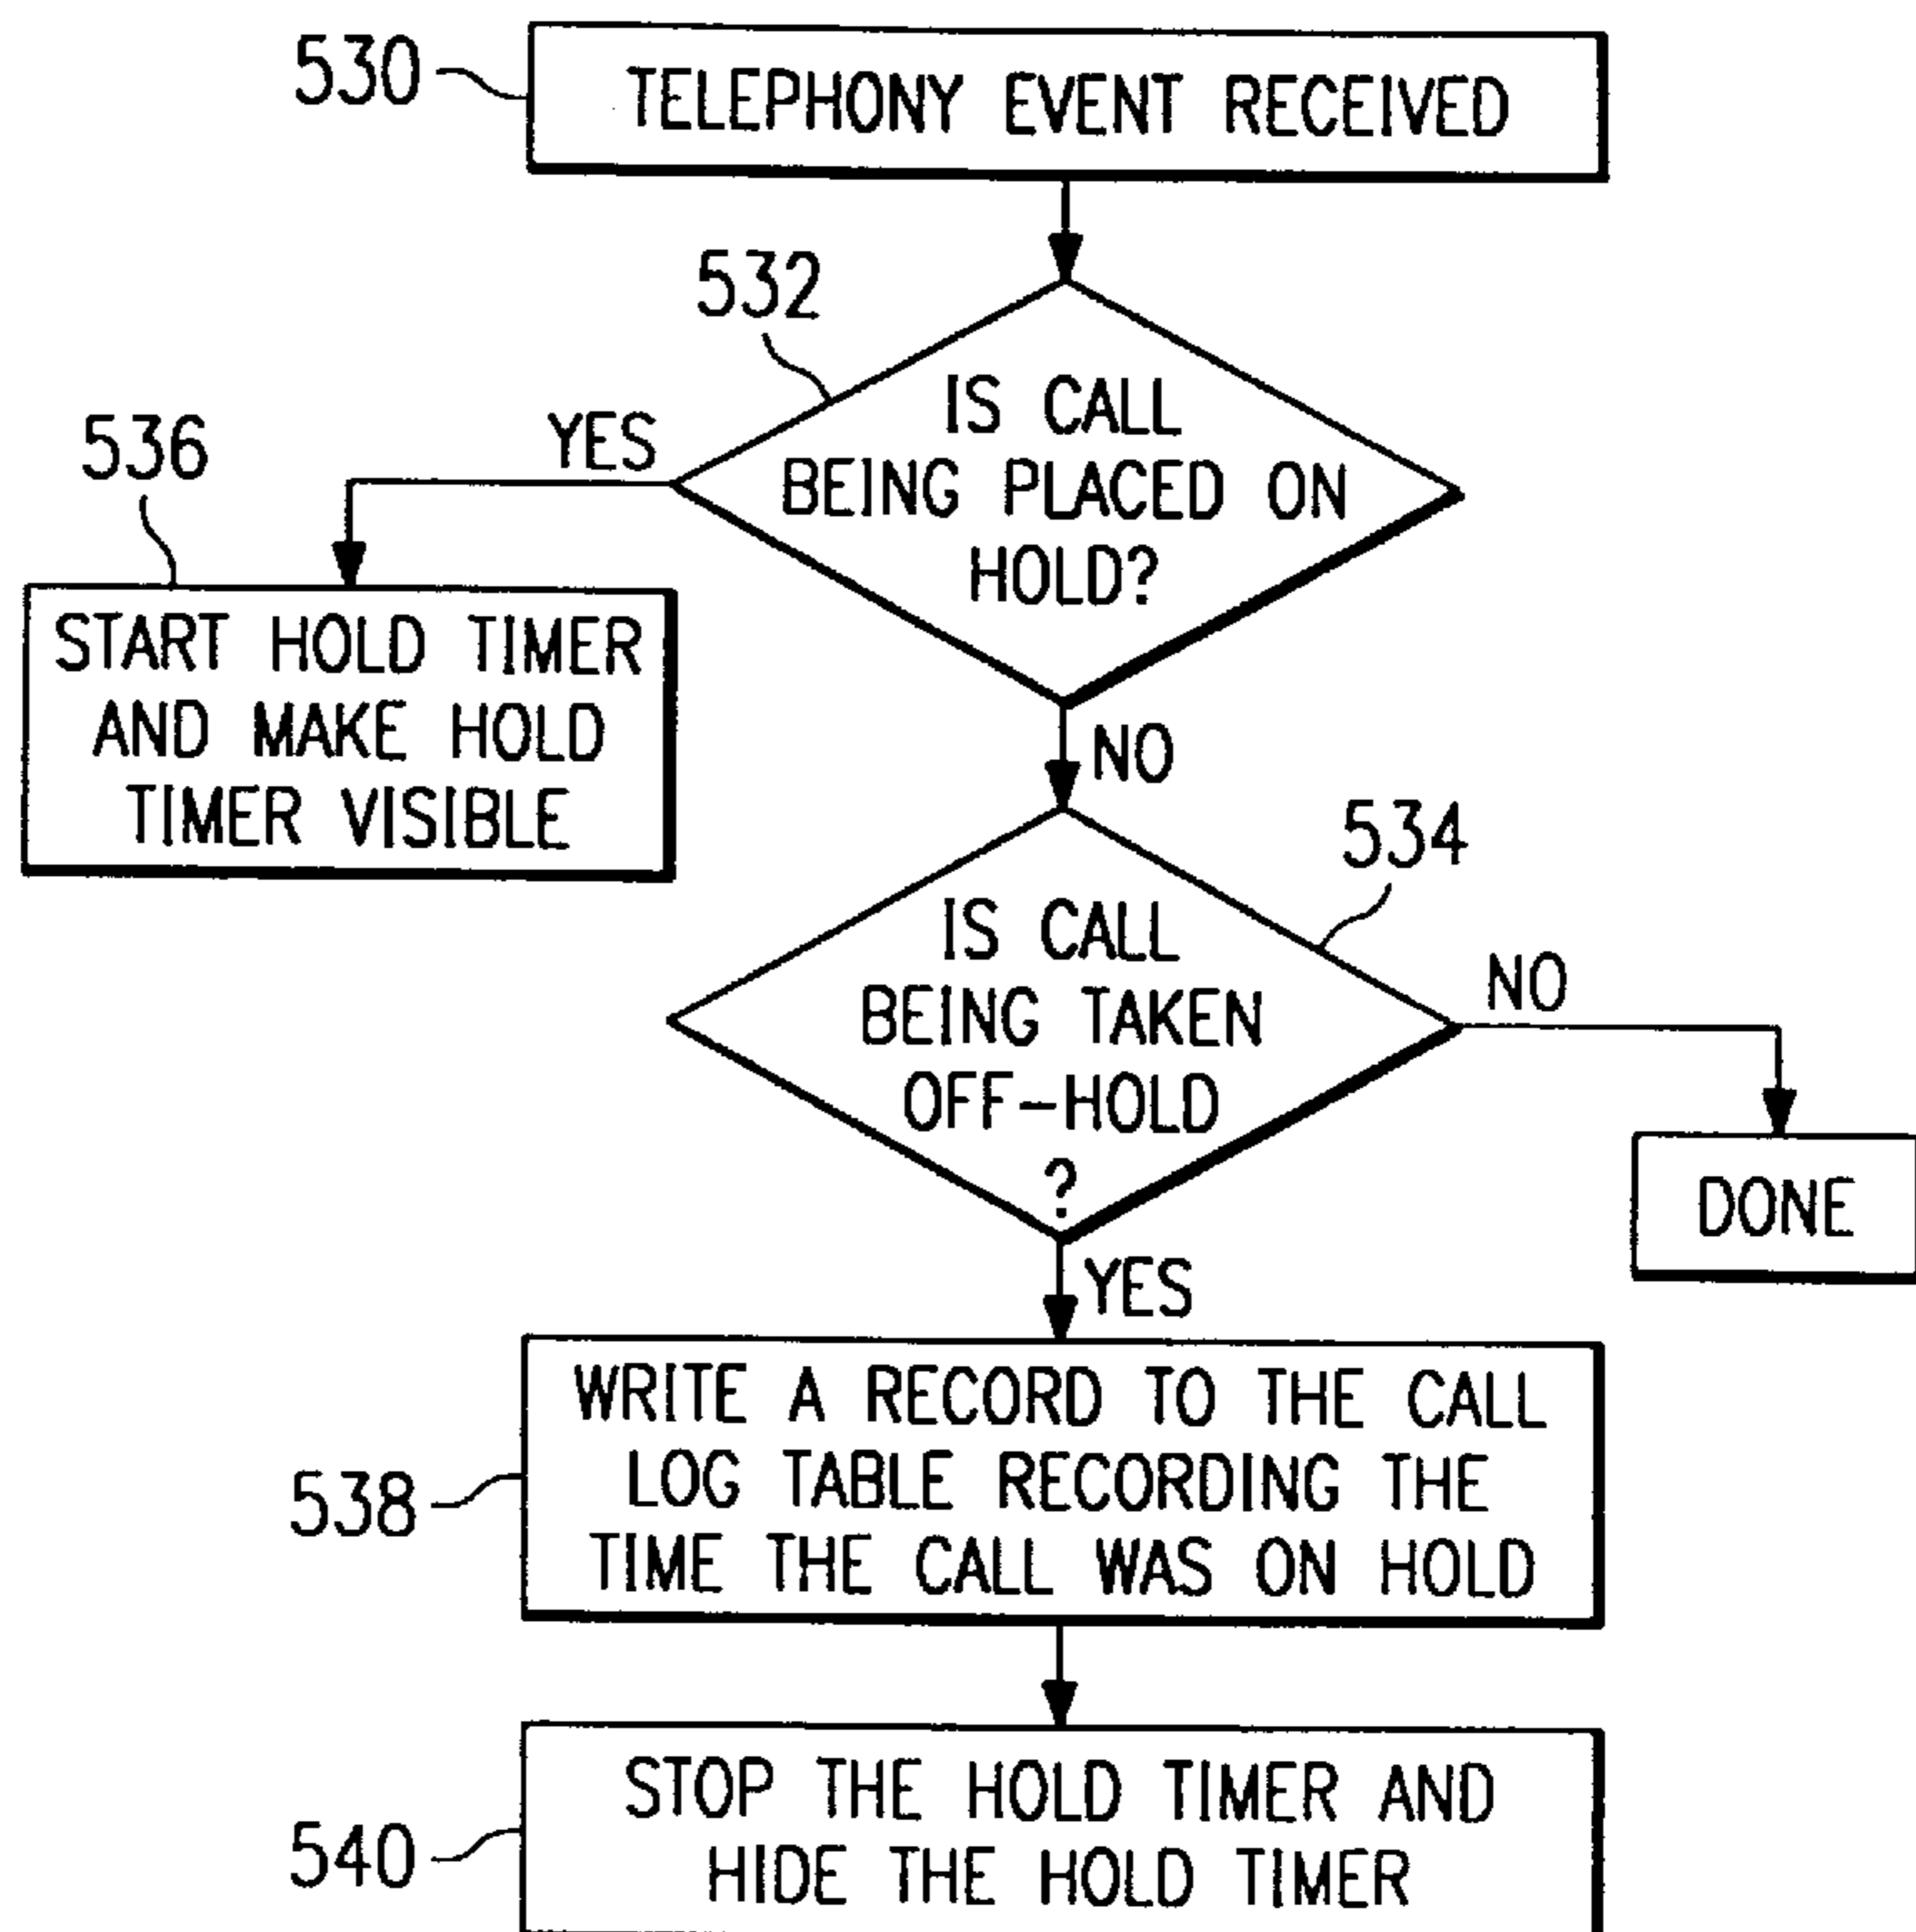 530
TELEPHONY EVENT RECEIVED
532
IS CALL
BEING PLACED ON
HOLD?
YES
536
START HOLD TIMER
AND MAKE HOLD
TIMER VISIBLE
NO
534
IS CALL
BEING TAKEN
OFF-HOLD
?
NO
DONE
YES
538
WRITE A RECORD TO THE CALL
LOG TABLE RECORDING THE
TIME THE CALL WAS ON HOLD
540
STOP THE HOLD TIMER AND
HIDE THE HOLD TIMER